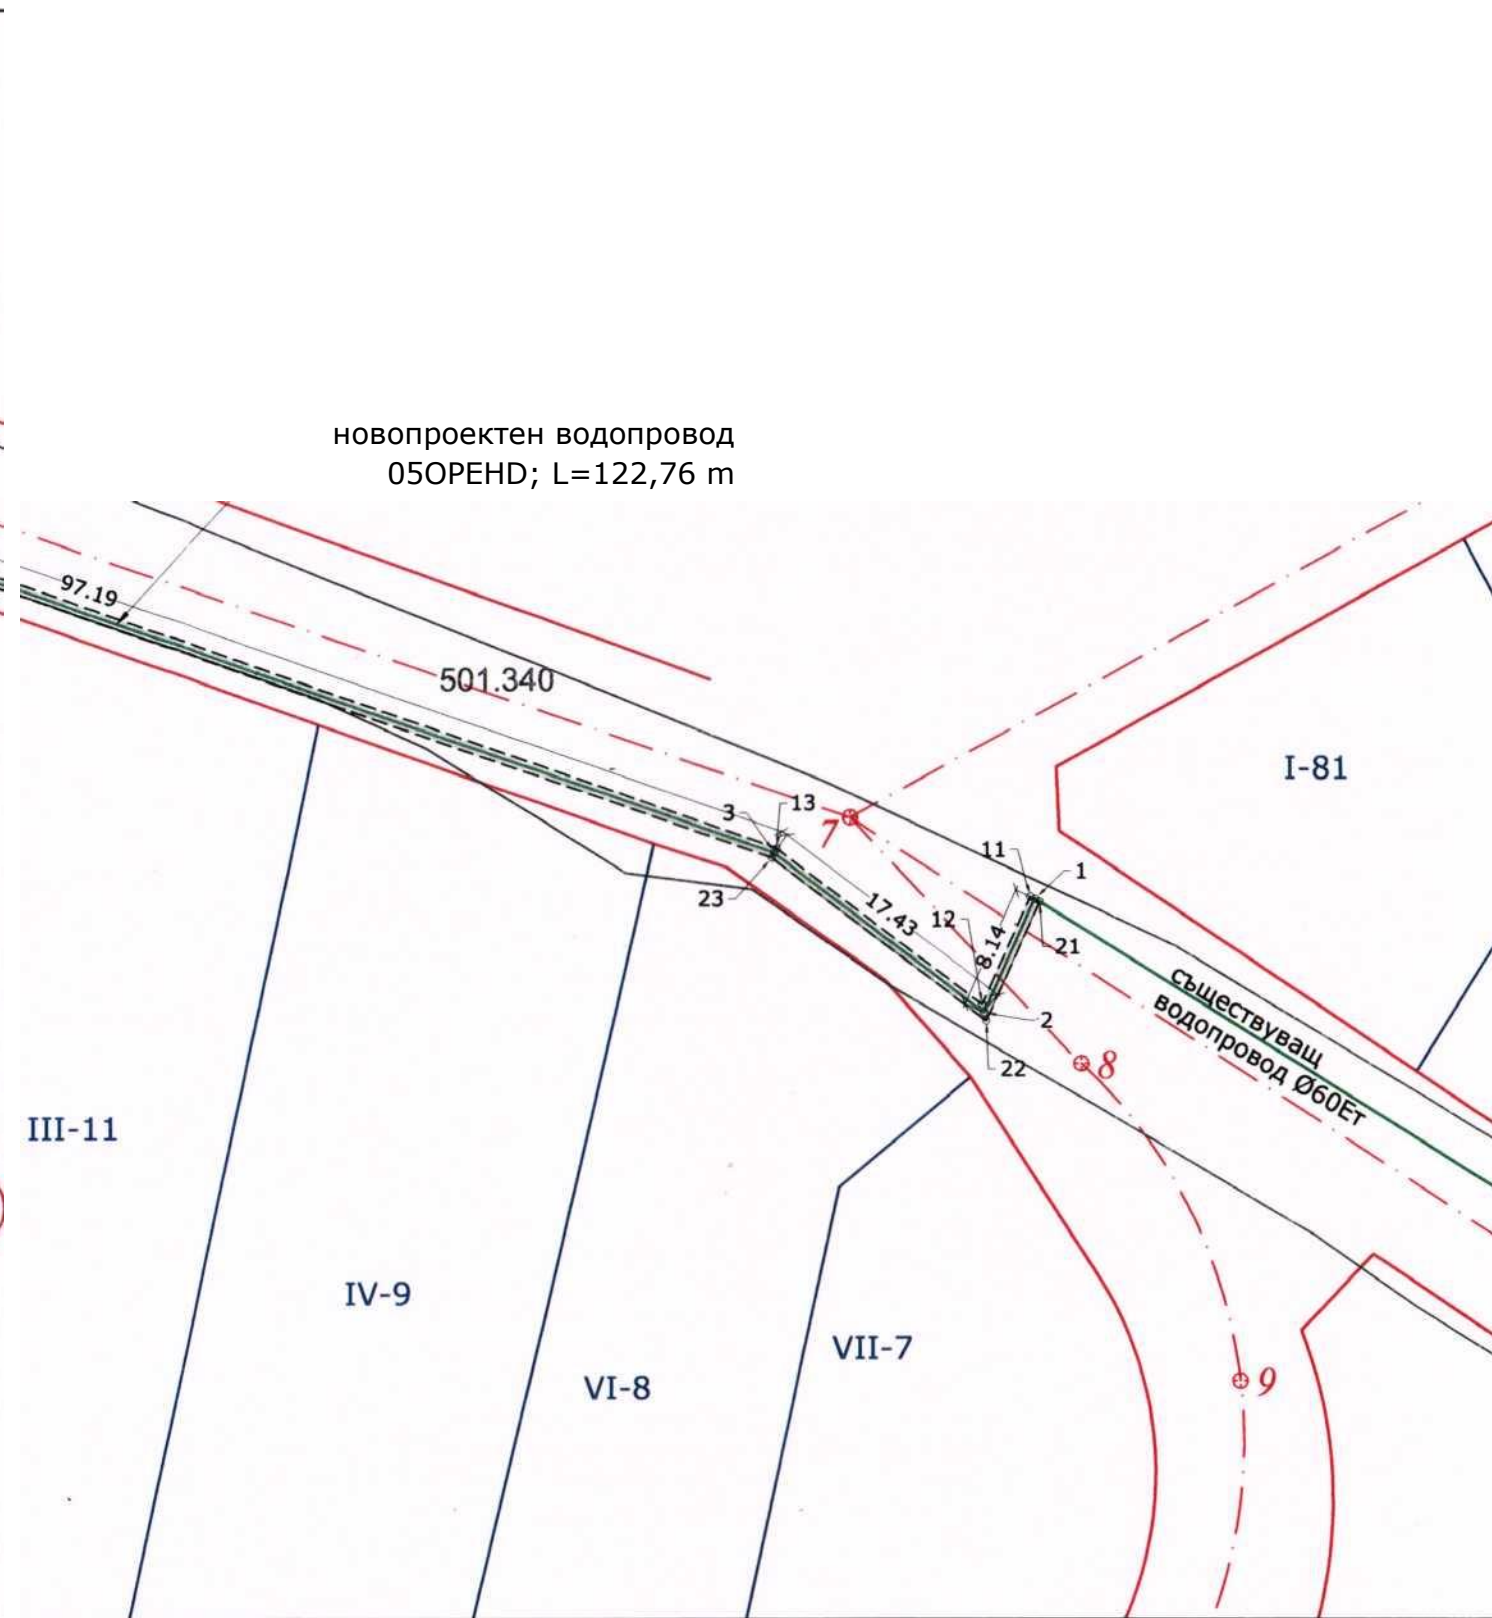 новопроектен водопровод
05OPEHD; L=122,76 m
97.19
501.340
I-81
3
13
7
11
1
23
17.43
12
8.14
21
2
съществуващ
водопровод Ø60Ет
8
22
III-11
IV-9
VII-7
VI-8
9